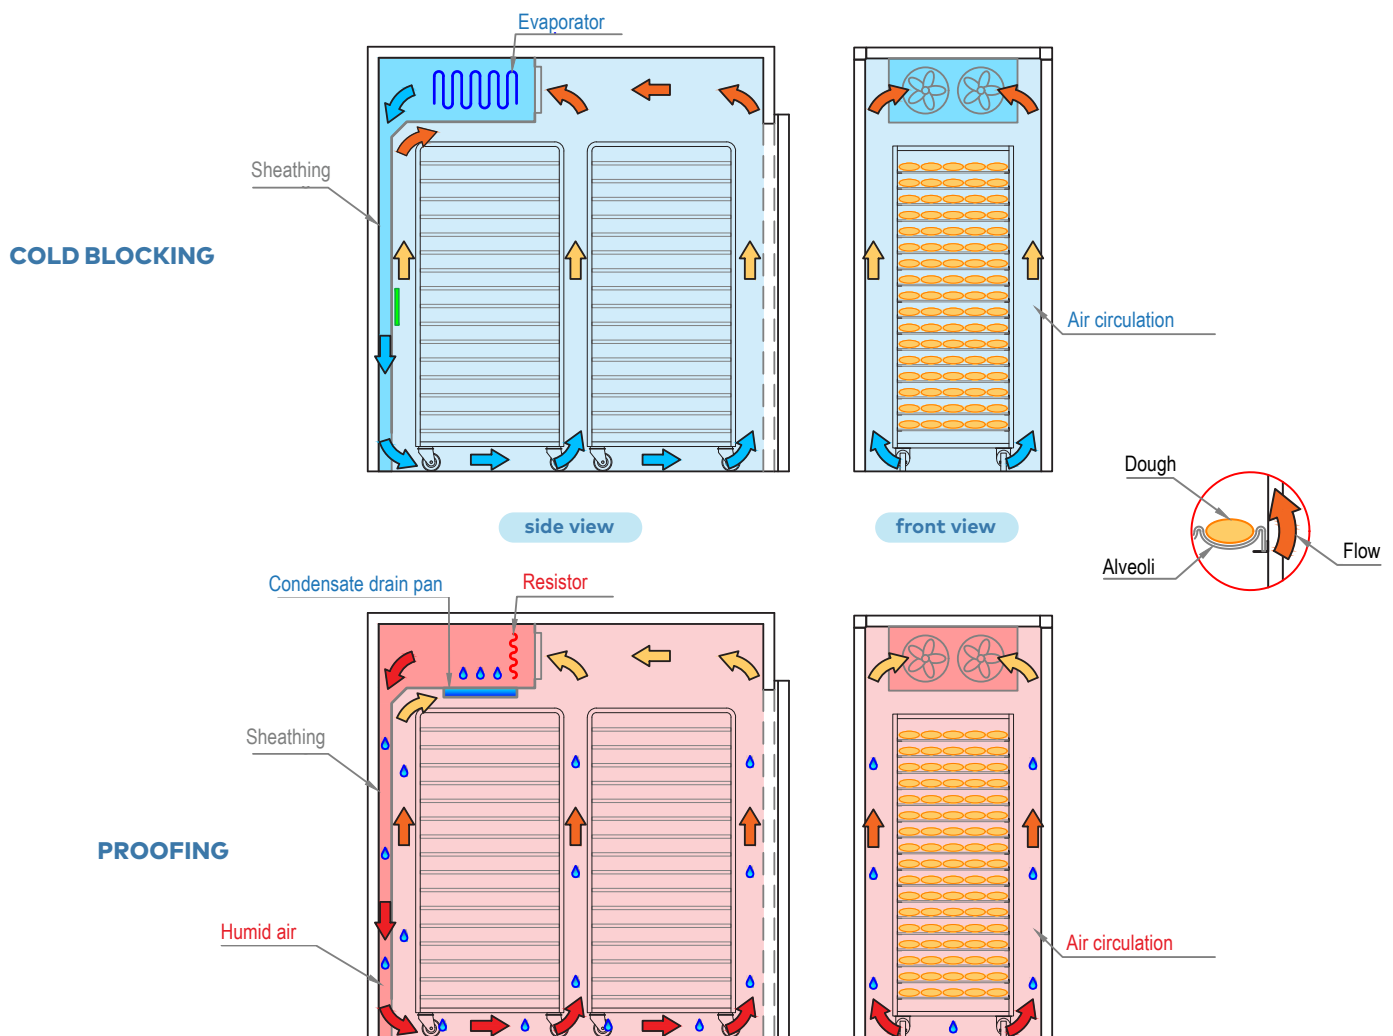 Evaporator
Sheathing
COLD BLOCKING
Air circulation
Dough
side view
front view
Flow
Alveoli
Condensate drain pan
Resistor
Sheathing
PROOFING
Humid air
Air circulation